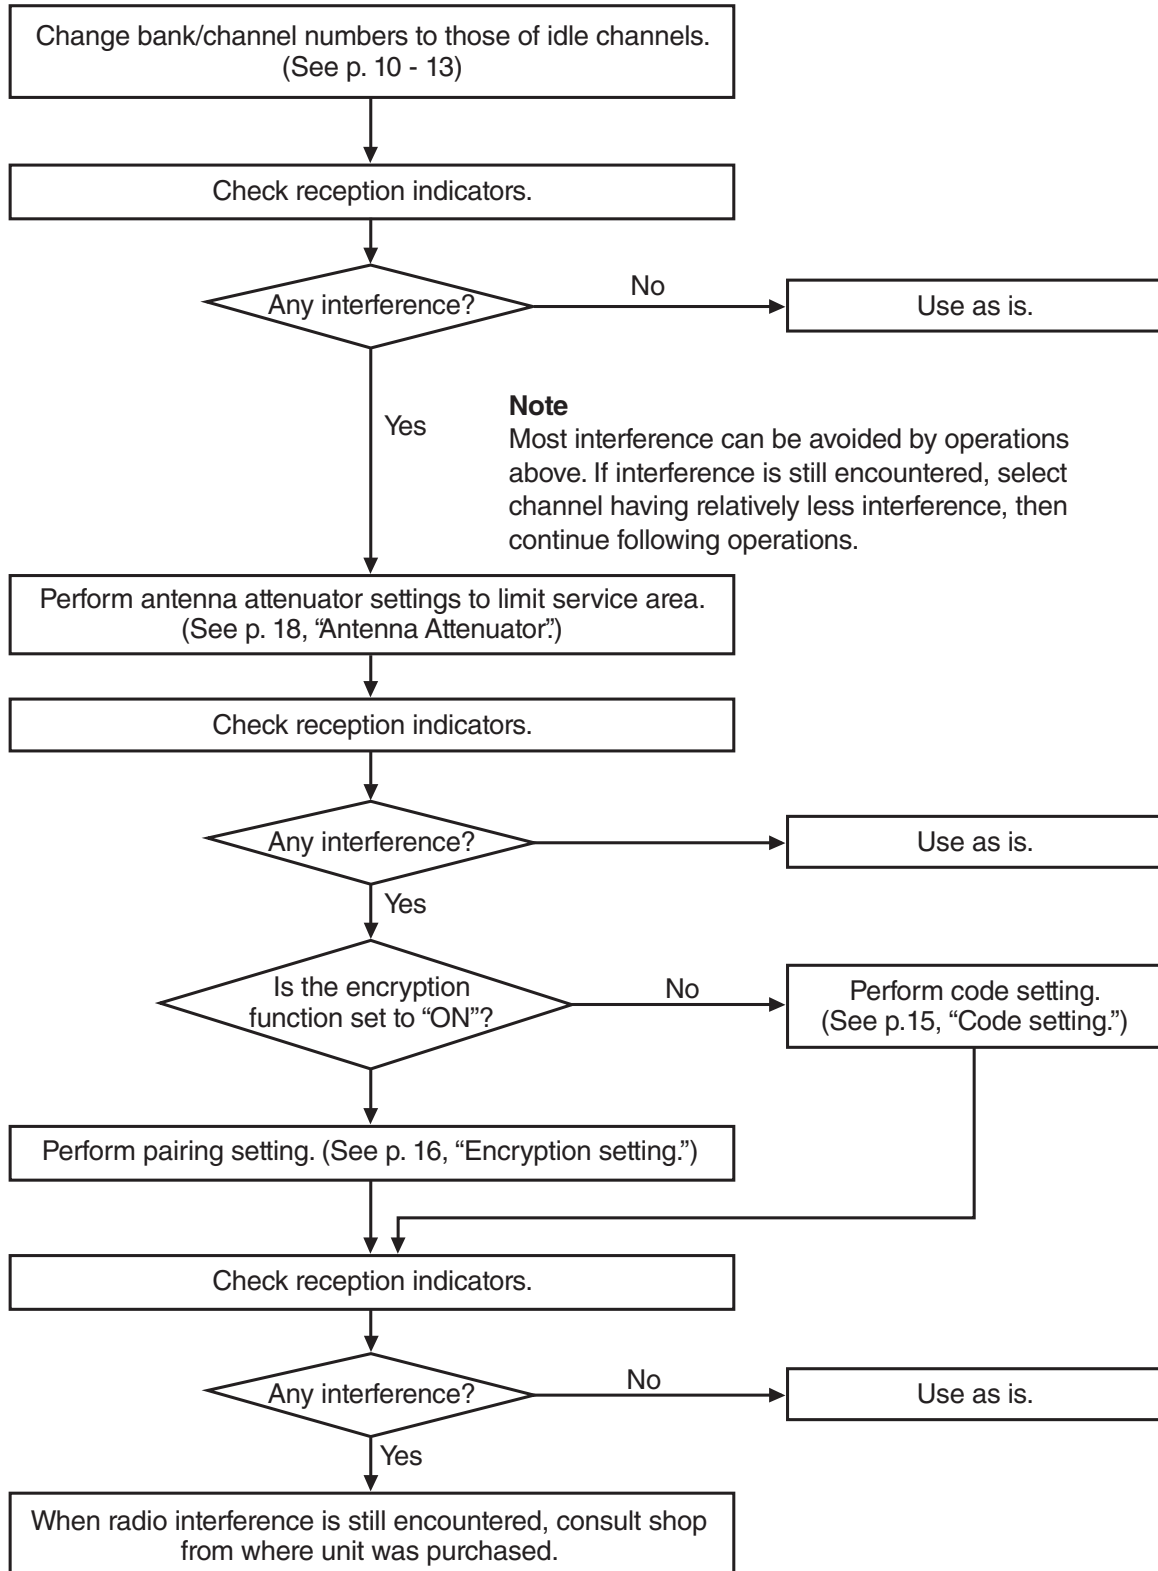 Change bank/channel numbers to those of idle channels.
(See p. 10 - 13)
Check reception indicators.
Any interference?
No
Use as is.
Yes
Note
Most interference can be avoided by operations
above. If interference is still encountered, select
channel having relatively less interference, then
continue following operations.
Perform antenna attenuator settings to limit service area.
(See p. 18, “Antenna Attenuator.”)
Check reception indicators.
Any interference?
Use as is.
Yes
Is the encryption
function set to “ON”?
No
Perform code setting.
(See p.15, “Code setting.”)
Perform pairing setting. (See p. 16, “Encryption setting.”)
Check reception indicators.
Any interference?
No
Use as is.
Yes
When radio interference is still encountered, consult shop
from where unit was purchased.